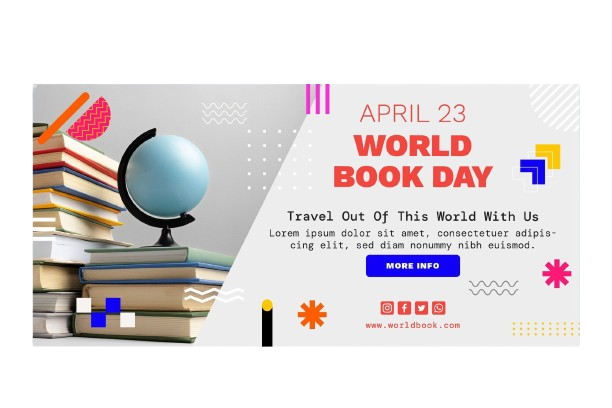 APRIL 23
WORLD
BOOK DAY
Travel Out Of This World With Us
Lorem ipsum dolor sit amet, consectetuer adipis-
cing elit, sed diam nonummy nibh euismod.
MORE INFO
www.worldbook.com